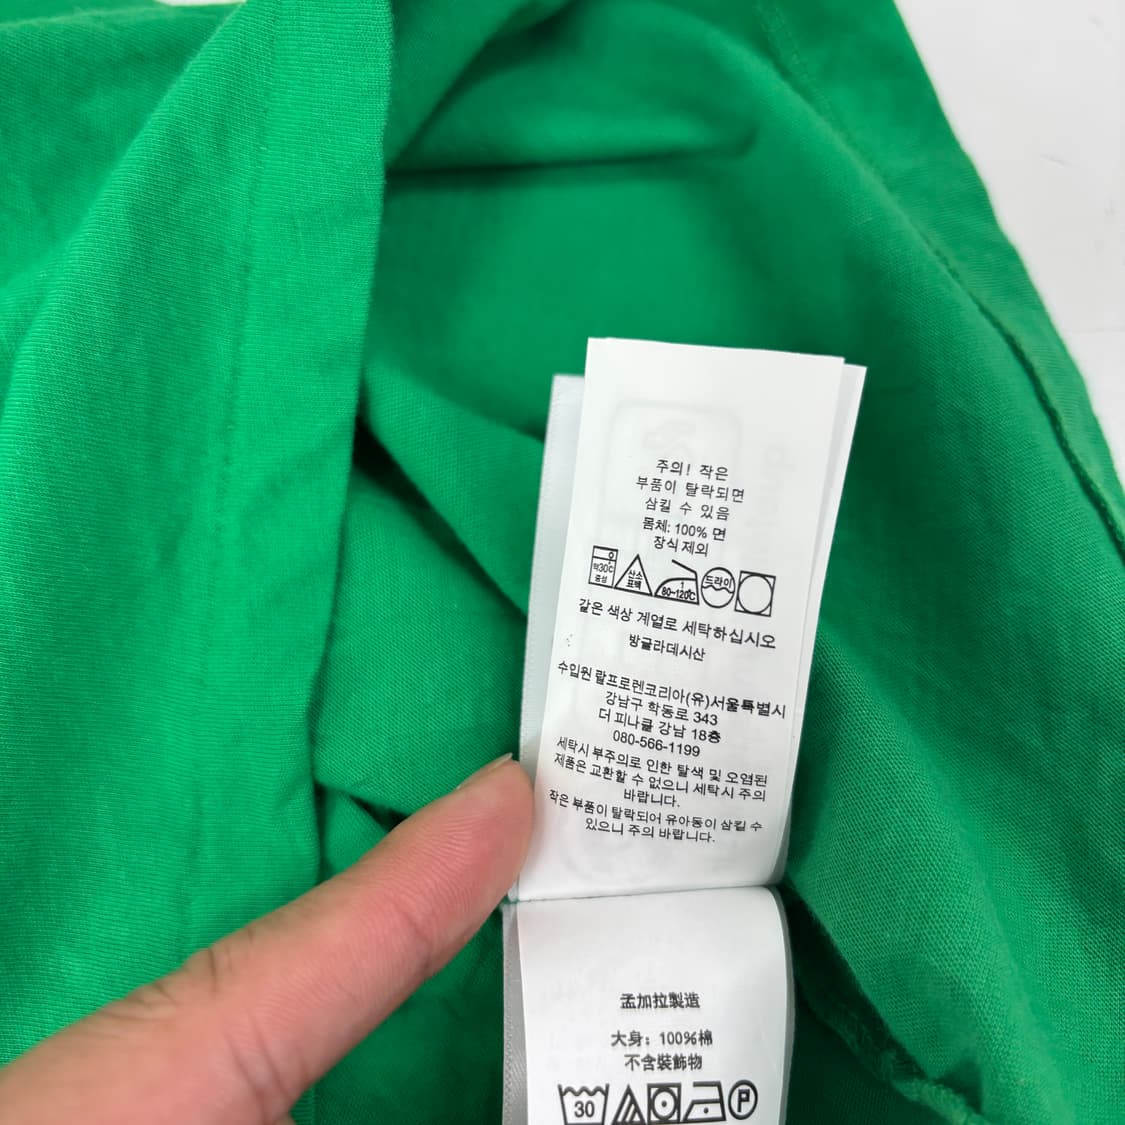 주의! 작은
부품이 탈락되면
삼킬 수 있음
몸체: 100% 면
장식 제외
약30℃
중성
산소
표백
80~120℃
드라이
같은 색상 계열로 세탁하십시오
방글라데시산
수입원 랄프로렌코리아(유)서울특별시
강남구 학동로 343
더 피나클 강남 18층
080-566-1199
세탁시 부주의로 인한 탈색 및 오염된
제품은 교환할 수 없으니 세탁시 주의
바랍니다.
작은 부품이 탈락되어 유아동이 삼킬 수
있으니 주의 바랍니다.
孟加拉製造
大身：100%棉
不含裝飾物
30
P